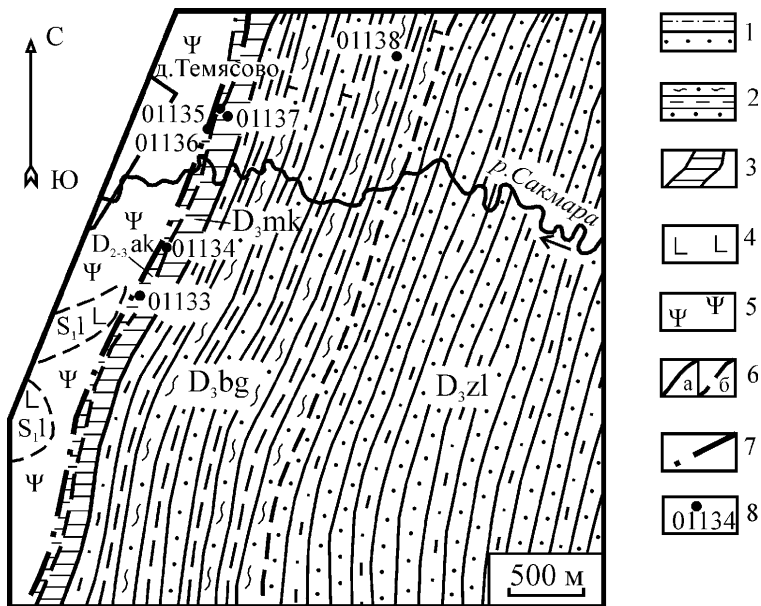 С
Ю
Ψ
д.Темясово
01138
01135
01137
01136
р.Сакмара
Ψ
D₃mk
D₂₋₃ak
01134
Ψ
01133
S₁l
L
Ψ
D₃bg
D₃zl
L
S₁l
Ψ
500 м
1
2
3
L L 4
Ψ Ψ 5
а б 6
7
01134 8